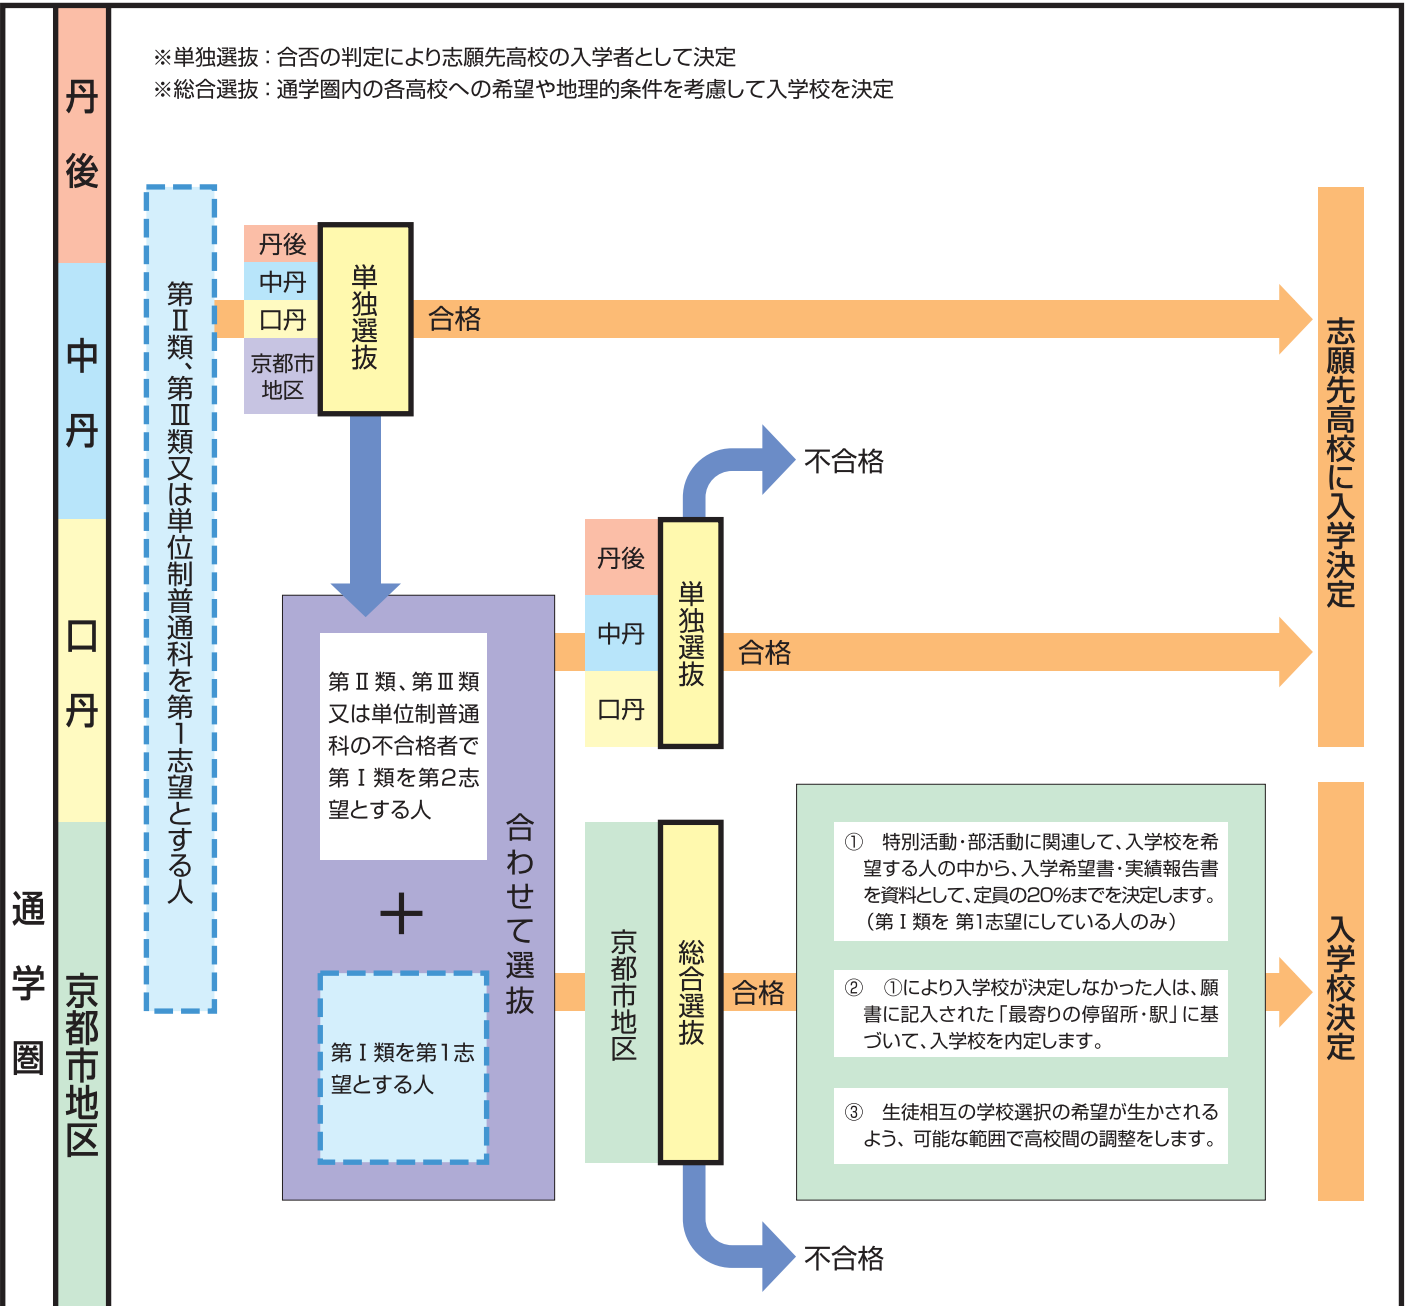 ※単独選抜：合否の判定により志願先高校の入学者として決定
※総合選抜：通学圏内の各高校への希望や地理的条件を考慮して入学校を決定
通学圏
丹後
中丹
口丹
京都市地区
第Ⅱ類、第Ⅲ類又は単位制普通科を第1志望とする人
丹後
中丹
口丹
京都市
地区
単独選抜
合格
不合格
志願先高校に入学決定
第Ⅱ類、第Ⅲ類
又は単位制普通
科の不合格者で
第Ⅰ類を第2志
望とする人
＋
第Ⅰ類を第1志
望とする人
合わせて選抜
丹後
中丹
口丹
単独選抜
合格
京都市地区
総合選抜
合格
不合格
①　特別活動・部活動に関連して、入学校を希
望する人の中から、入学希望書・実績報告書
を資料として、定員の20%までを決定します。
（第Ⅰ類を 第1志望にしている人のみ）
②　①により入学校が決定しなかった人は、願
書に記入された「最寄りの停留所・駅」に基
づいて、入学校を内定します。
③　生徒相互の学校選択の希望が生かされる
よう、可能な範囲で高校間の調整をします。
入学校決定